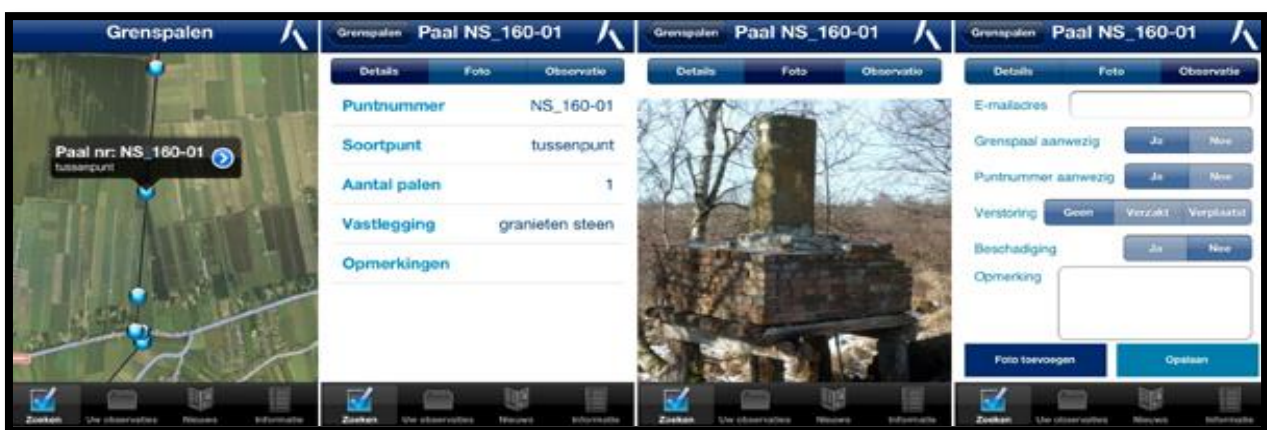 Grenspalen
Paal nr: NS_160-01
tussenpunt
Zoeken Uw observaties Nieuws Informatie
Grenspalen Paal NS_160-01
Details Foto Observatie
Puntnummer NS_160-01
Soortpunt tussenpunt
Aantal palen 1
Vastlegging granieten steen
Opmerkingen
Zoeken Uw observaties Nieuws Informatie
Grenspalen Paal NS_160-01
Details Foto Observatie
Zoeken Uw observaties Nieuws Informatie
Grenspalen Paal NS_160-01
Details Foto Observatie
E-mailadres
Grenspaal aanwezig Ja Nee
Puntnummer aanwezig Ja Nee
Verstoring Geen Verzakt Verplaatst
Beschadiging Ja Nee
Opmerking
Foto toevoegen Opslaan
Zoeken Uw observaties Nieuws Informatie